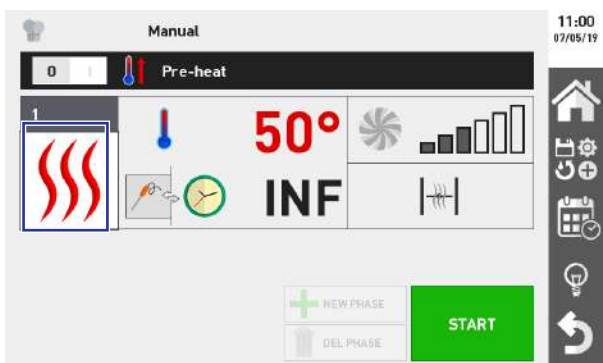 Manual
11:00
07/05/19
0 I
Pre-heat
1
50°
INF
NEW PHASE
DEL PHASE
START